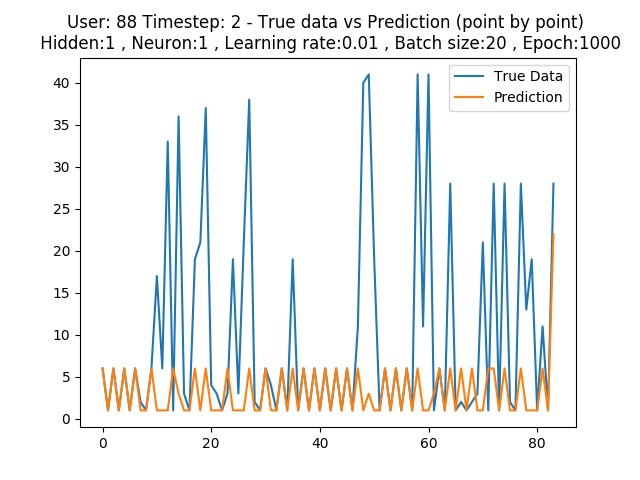 User: 88 Timestep: 2 - True data vs Prediction (point by point)
Hidden:1 , Neuron:1 , Learning rate:0.01 , Batch size:20 , Epoch:1000
True Data
Prediction
40
35
30
25
20
15
10
5
0
0 20 40 60 80